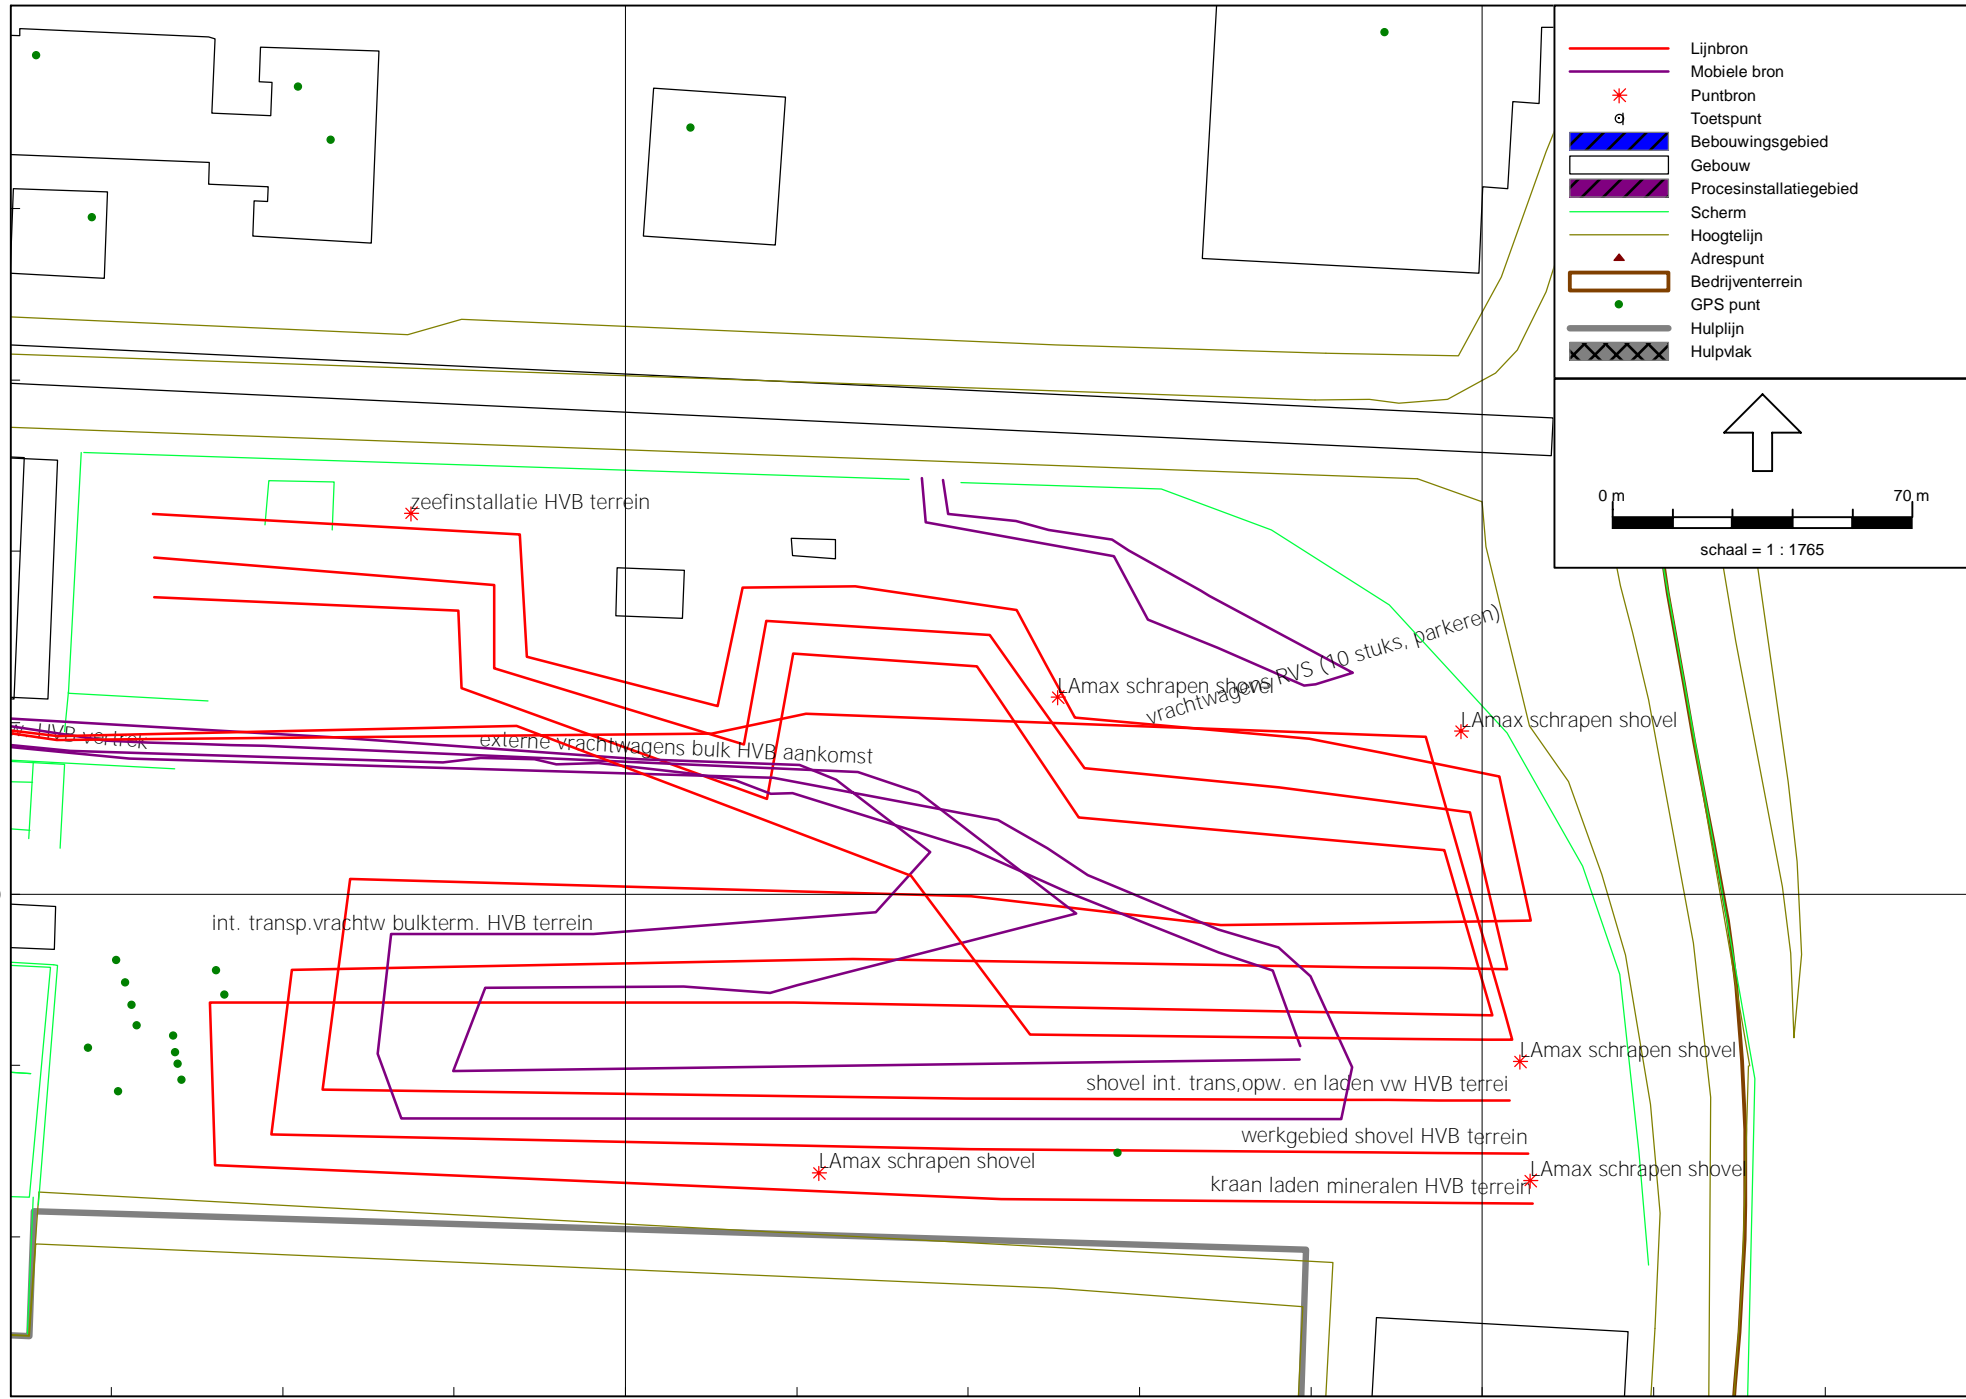 Lijnbron
Mobiele bron
Puntbron
Toetspunt
Bebouwingsgebied
Gebouw
Procesinstallatiegebied
Scherm
Hoogtelijn
Adrespunt
Bedrijventerrein
GPS punt
Hulplijn
Hulpvlak
0 m 70 m
schaal = 1 : 1765
zeefinstallatie HVB terrein
vrachtwagens RVS (10 stuks, parkeren)
LAmax schrapen shovel
LAmax schrapen shovel
HVB vertrek
externe vrachtwagens bulk HVB aankomst
int. transp.vrachtw bulkterm. HVB terrein
LAmax schrapen shovel
shovel int. trans,opw. en laden vw HVB terrei
werkgebied shovel HVB terrein
LAmax schrapen shovel
LAmax schrapen shovel
kraan laden mineralen HVB terrein